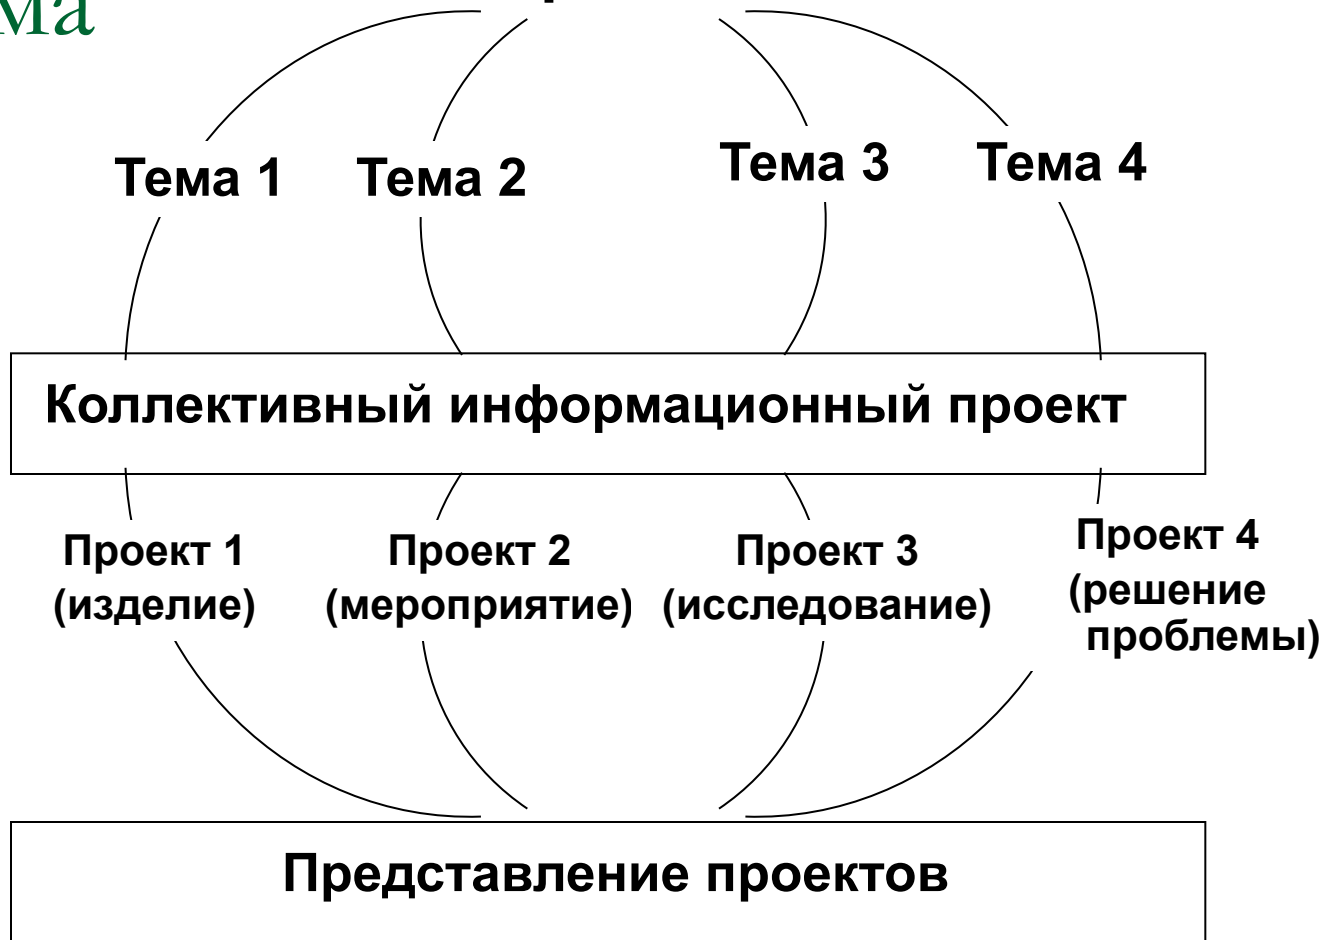 Тема 1 Тема 2 Тема 3 Тема 4
Коллективный информационный проект
Проект 1 Проект 2 Проект 3 Проект 4
(изделие) (мероприятие) (исследование) (решение
проблемы)
Представление проектов